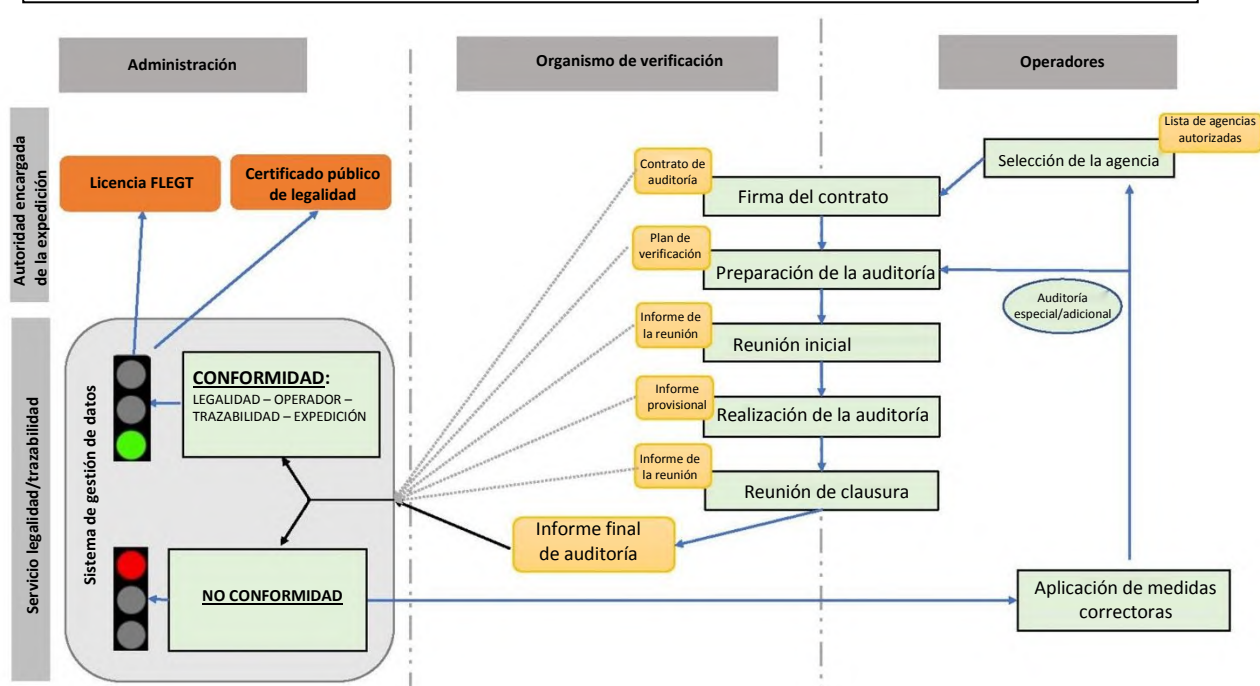 Administración
Organismo de verificación
Operadores
Autoridad encargada
de la expedición
Licencia FLEGT
Certificado público
de legalidad
Lista de agencias
autorizadas
Selección de la agencia
Contrato de
auditoría
Firma del contrato
Plan de
verificación
Preparación de la auditoría
Auditoría
especial/adicional
Informe de
la reunión
Reunión inicial
Informe
provisional
Realización de la auditoría
Informe de
la reunión
Reunión de clausura
Informe final
de auditoría
Servicio legalidad/trazabilidad
Sistema de gestión de datos
CONFORMIDAD:
LEGALIDAD – OPERADOR –
TRAZABILIDAD – EXPEDICIÓN
NO CONFORMIDAD
Aplicación de medidas
correctoras